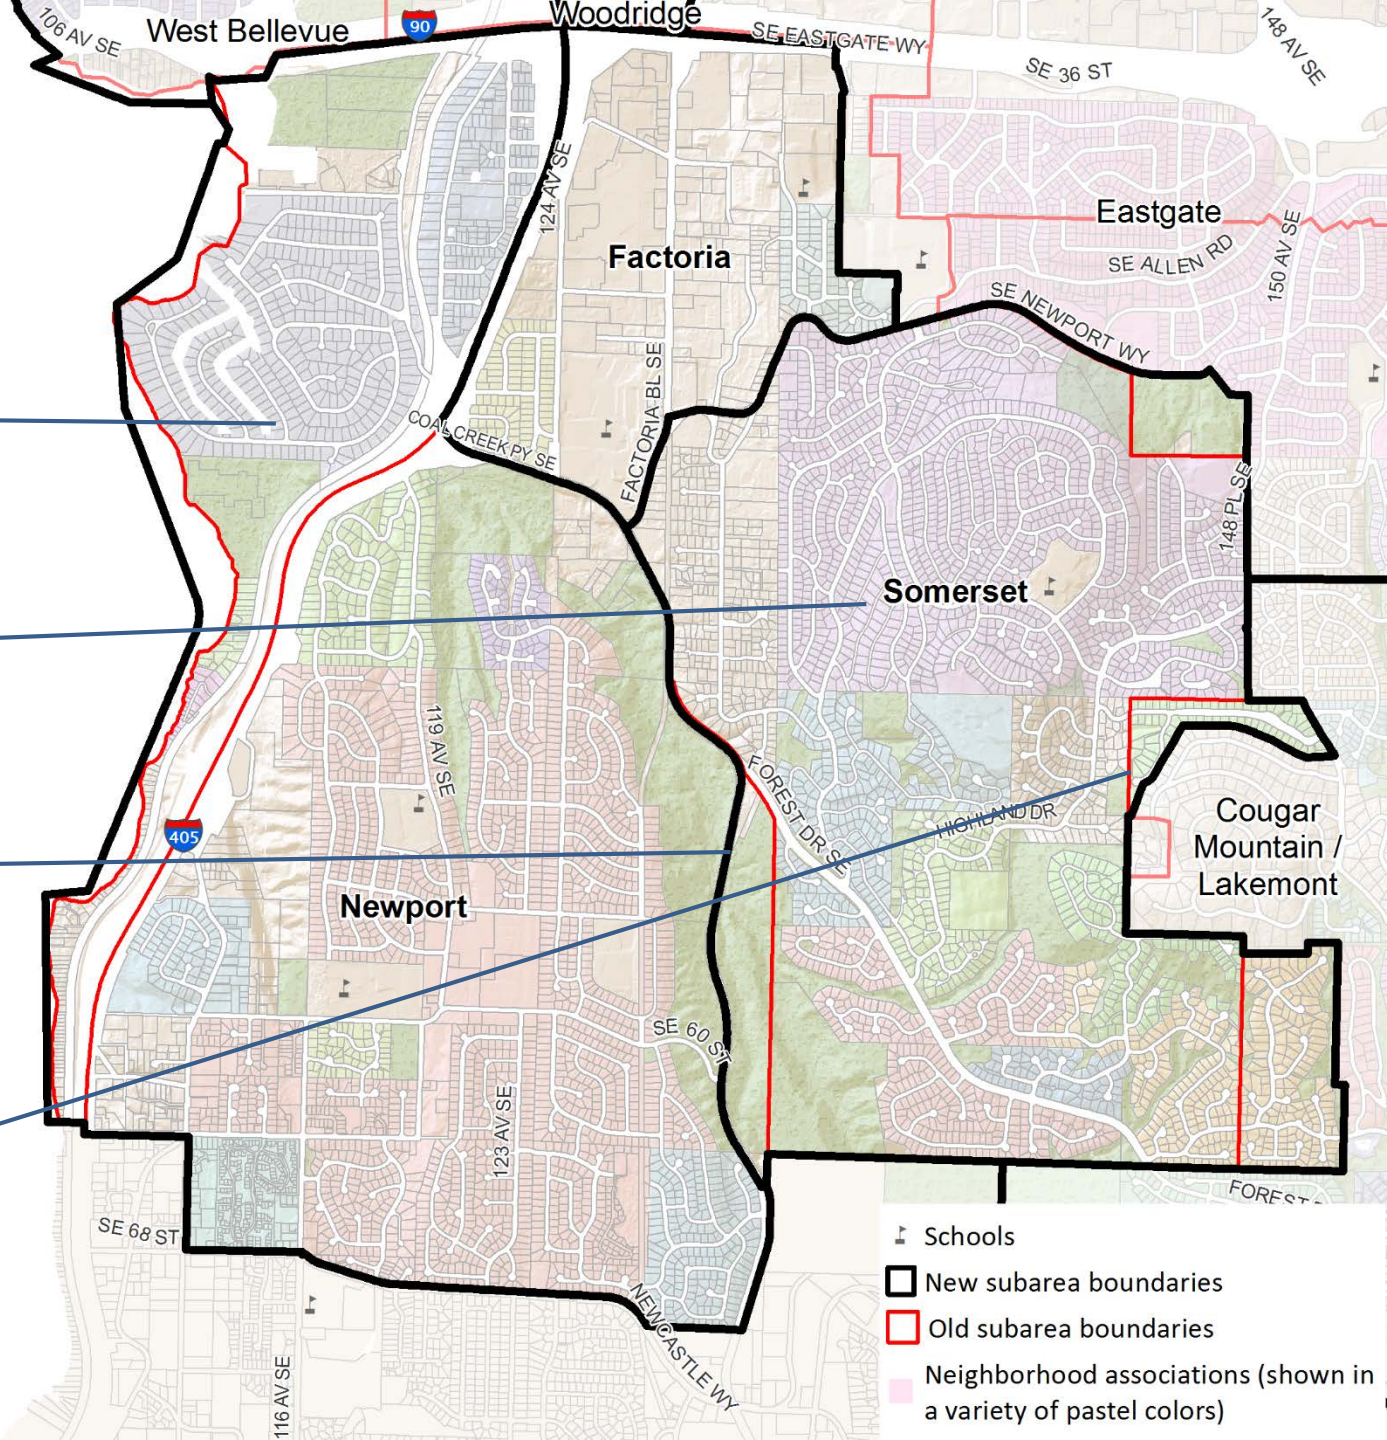 Woodridge
106 AV SE
West Bellevue
90
SE EASTGATE WY
148 AV SE
SE 36 ST
124 AV SE
Factoria
Eastgate
SE ALLEN RD
150 AV SE
SE NEWPORT WY
FACTORIA BL SE
COAL CREEK PY SE
148 PL SE
Somerset
119 AV SE
FOREST DR SE
HIGHLAND DR
Cougar
Mountain /
Lakemont
405
Newport
SE 60 ST
123 AV SE
SE 68 ST
FOREST
NEWCASTLE WY
116 AV SE
Schools
New subarea boundaries
Old subarea boundaries
Neighborhood associations (shown in
a variety of pastel colors)